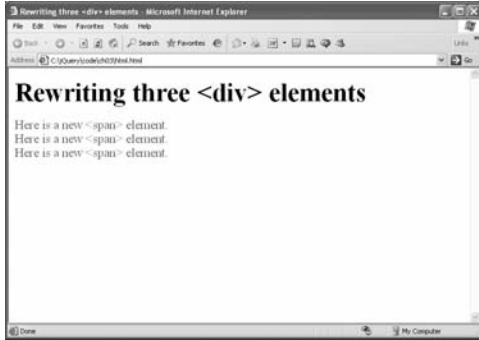 Rewriting three <div> elements - Microsoft Internet Explorer
File Edit View Favorites Tools Help
Back Search Favorites
Address C:\jQuery\code\ch03\html.html Go Links
Rewriting three <div> elements
Here is a new <span> element.
Here is a new <span> element.
Here is a new <span> element.
Done My Computer